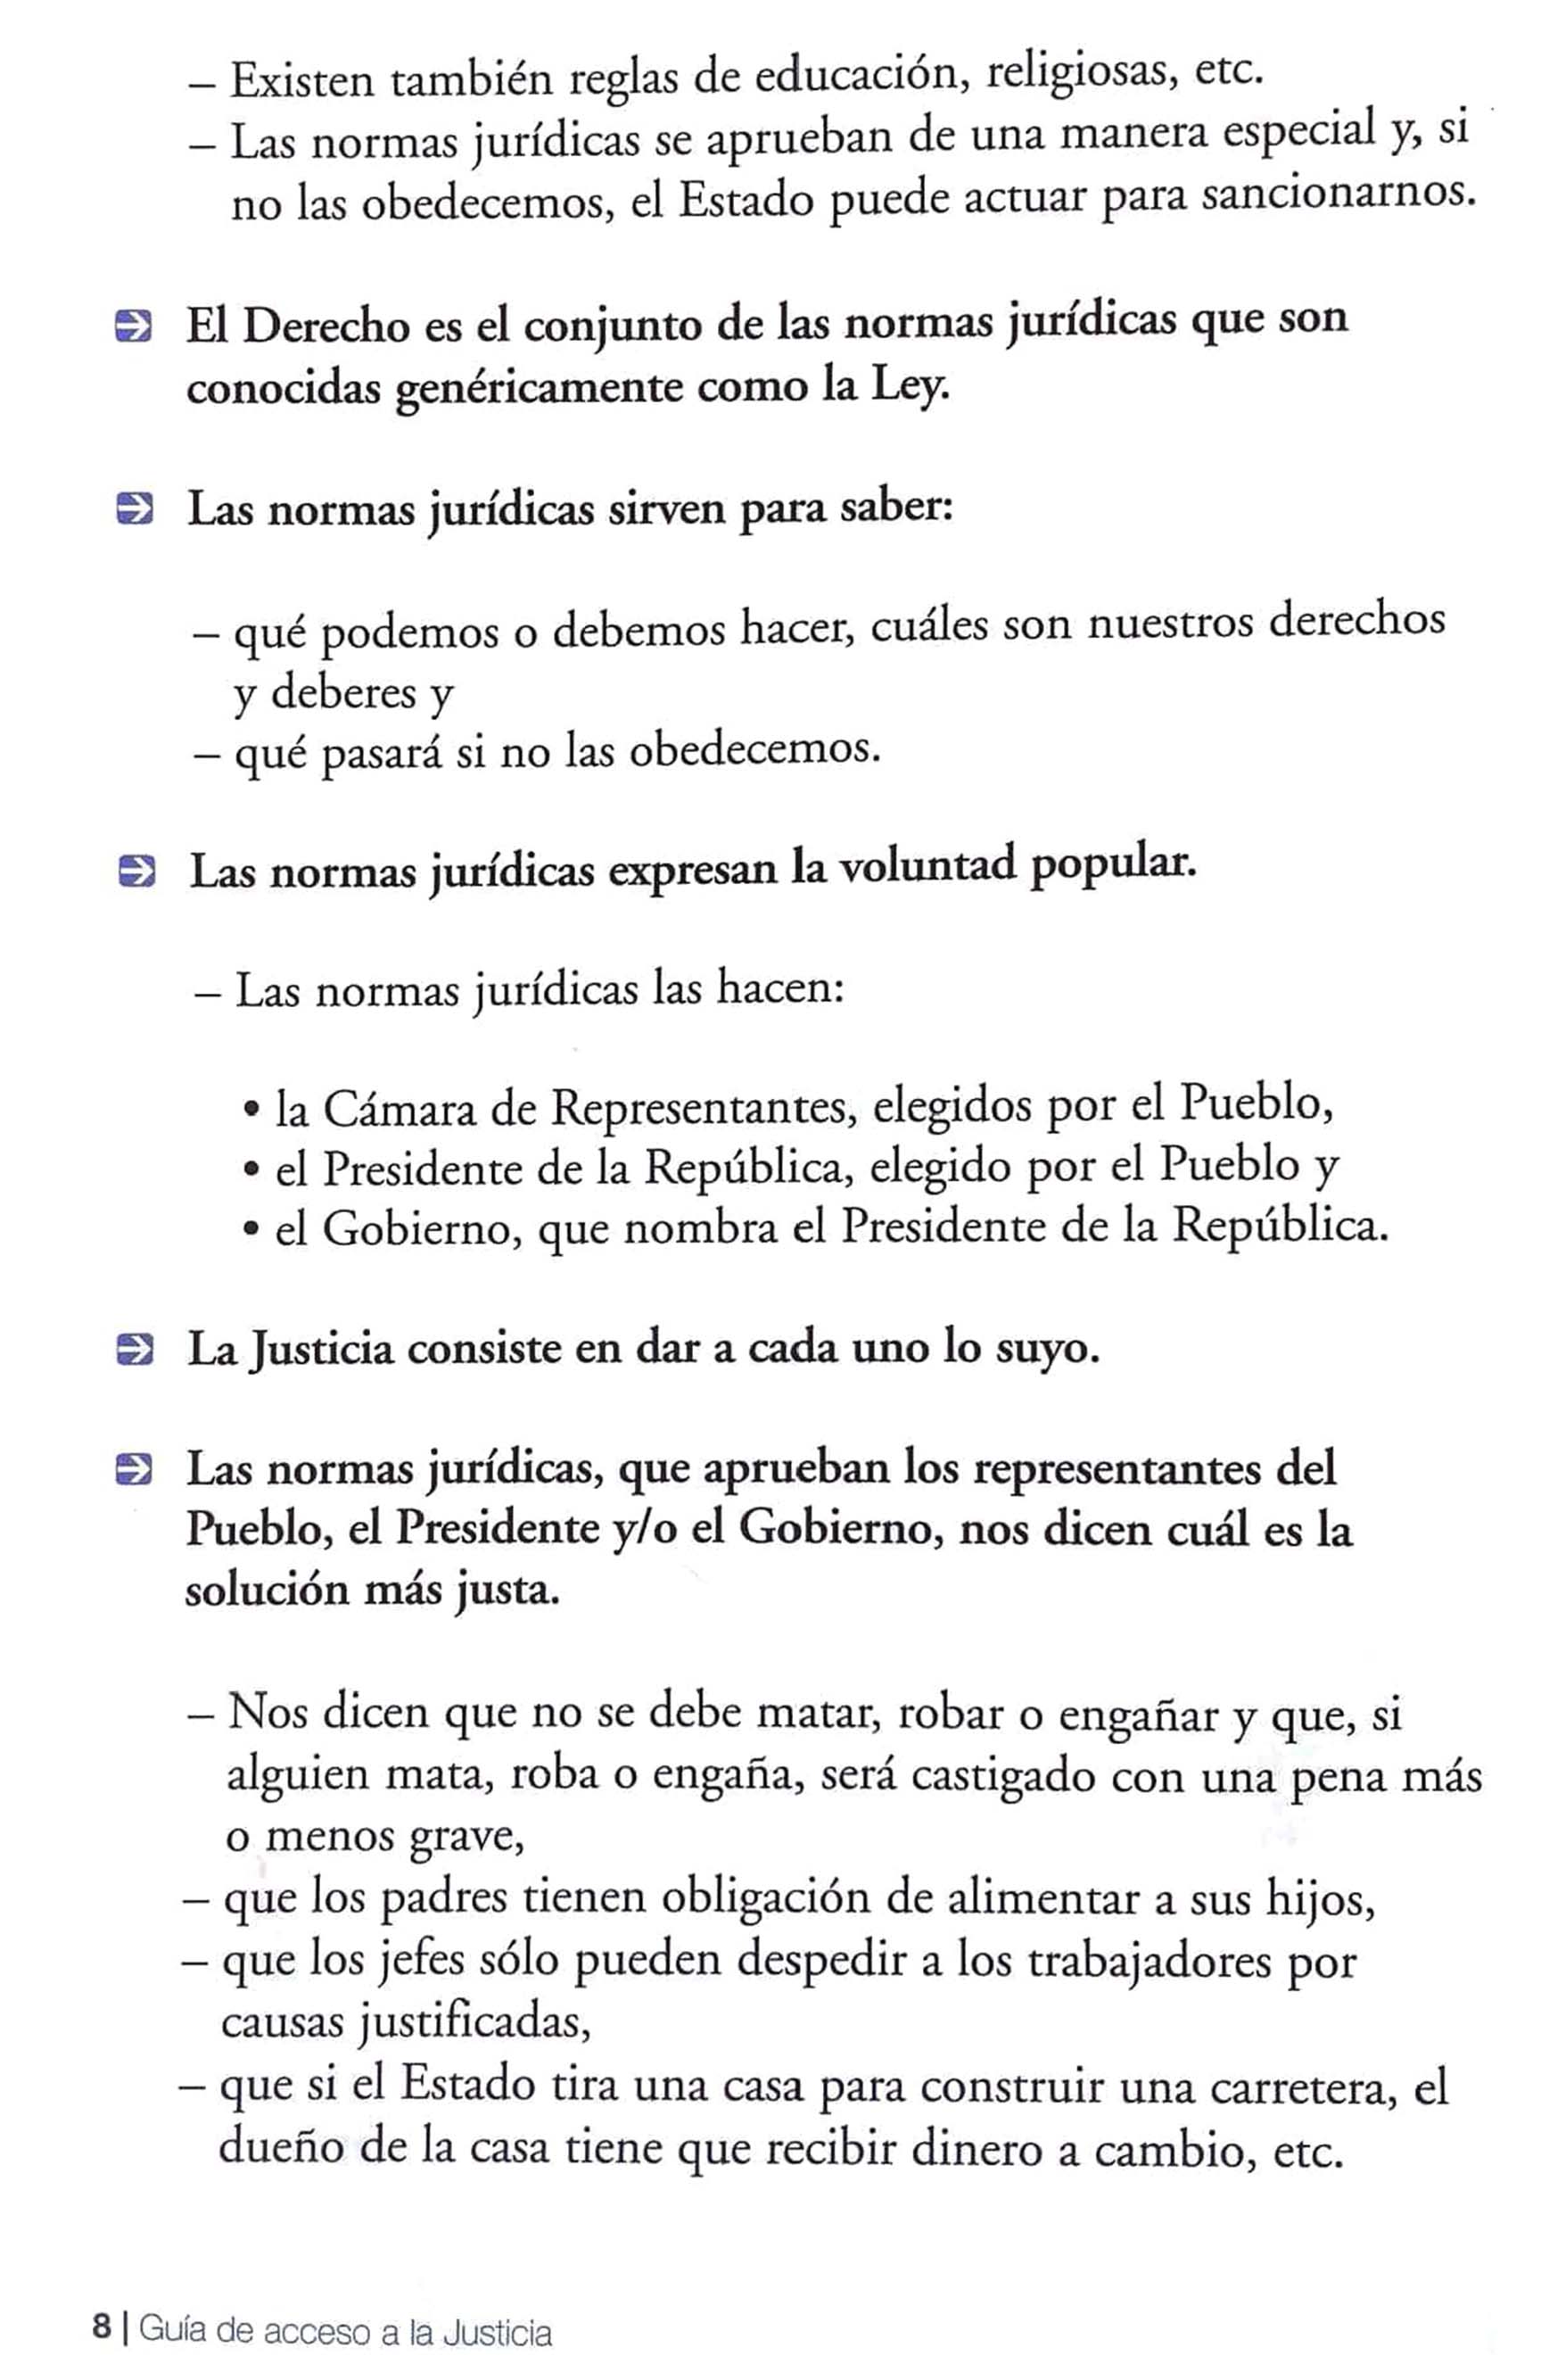 – Existen también reglas de educación, religiosas, etc.
– Las normas jurídicas se aprueban de una manera especial y, si
no las obedecemos, el Estado puede actuar para sancionarnos.
El Derecho es el conjunto de las normas jurídicas que son
conocidas genéricamente como la Ley.
Las normas jurídicas sirven para saber:
– qué podemos o debemos hacer, cuáles son nuestros derechos
y deberes y
– qué pasará si no las obedecemos.
Las normas jurídicas expresan la voluntad popular.
– Las normas jurídicas las hacen:
• la Cámara de Representantes, elegidos por el Pueblo,
• el Presidente de la República, elegido por el Pueblo y
• el Gobierno, que nombra el Presidente de la República.
La Justicia consiste en dar a cada uno lo suyo.
Las normas jurídicas, que aprueban los representantes del
Pueblo, el Presidente y/o el Gobierno, nos dicen cuál es la
solución más justa.
– Nos dicen que no se debe matar, robar o engañar y que, si
alguien mata, roba o engaña, será castigado con una pena más
o menos grave,
– que los padres tienen obligación de alimentar a sus hijos,
– que los jefes sólo pueden despedir a los trabajadores por
causas justificadas,
– que si el Estado tira una casa para construir una carretera, el
dueño de la casa tiene que recibir dinero a cambio, etc.
8 | Guía de acceso a la Justicia